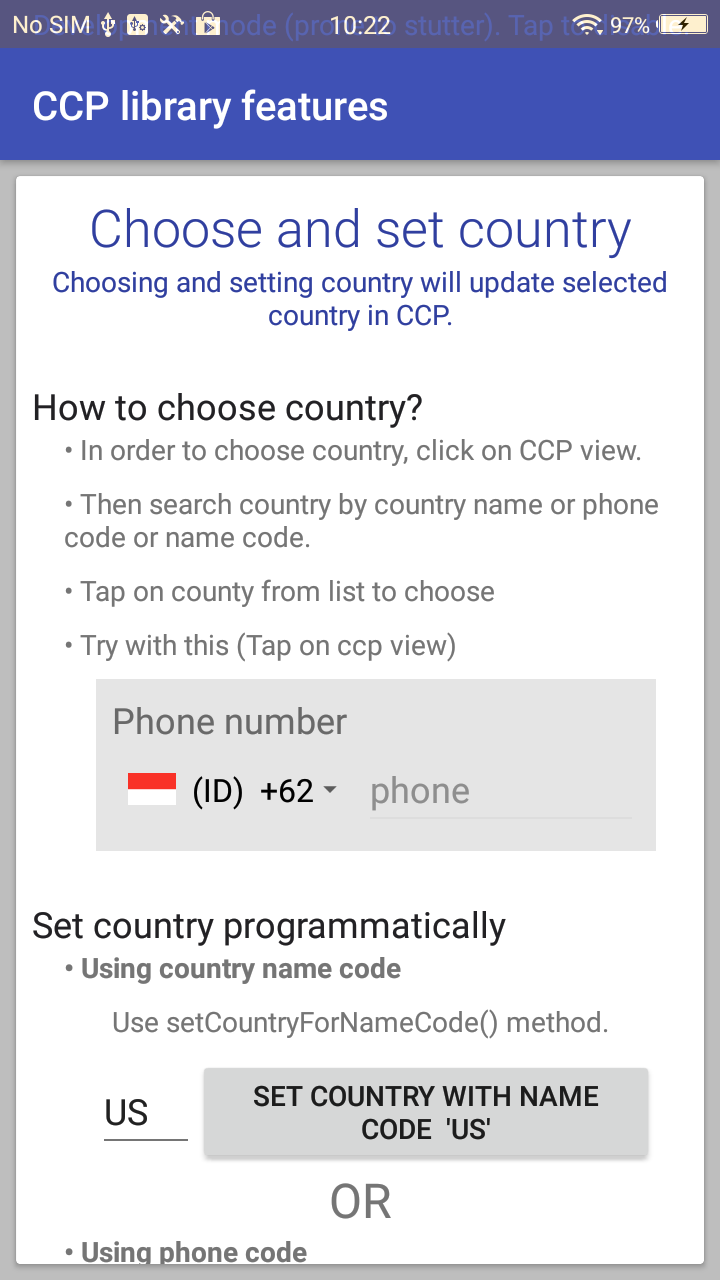 No SIM 10:22 97%
CCP library features
Choose and set country
Choosing and setting country will update selected
country in CCP.
How to choose country?
• In order to choose country, click on CCP view.
• Then search country by country name or phone
code or name code.
• Tap on county from list to choose
• Try with this (Tap on ccp view)
Phone number
(ID) +62 phone
Set country programmatically
• Using country name code
Use setCountryForNameCode() method.
US SET COUNTRY WITH NAME
CODE 'US'
OR
• Using phone code